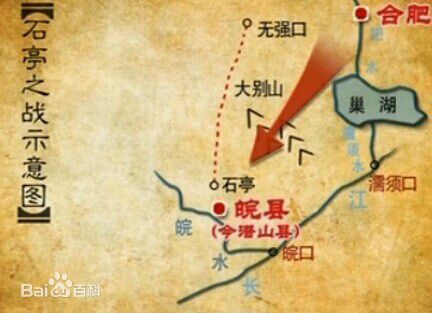 【石亭之战示意图】
无强口
合肥
肥
水
大别山
巢湖
濡
须
水
石亭
濡须口
皖县
(今潜山县)
江
皖
水
皖口
长
Bai百科